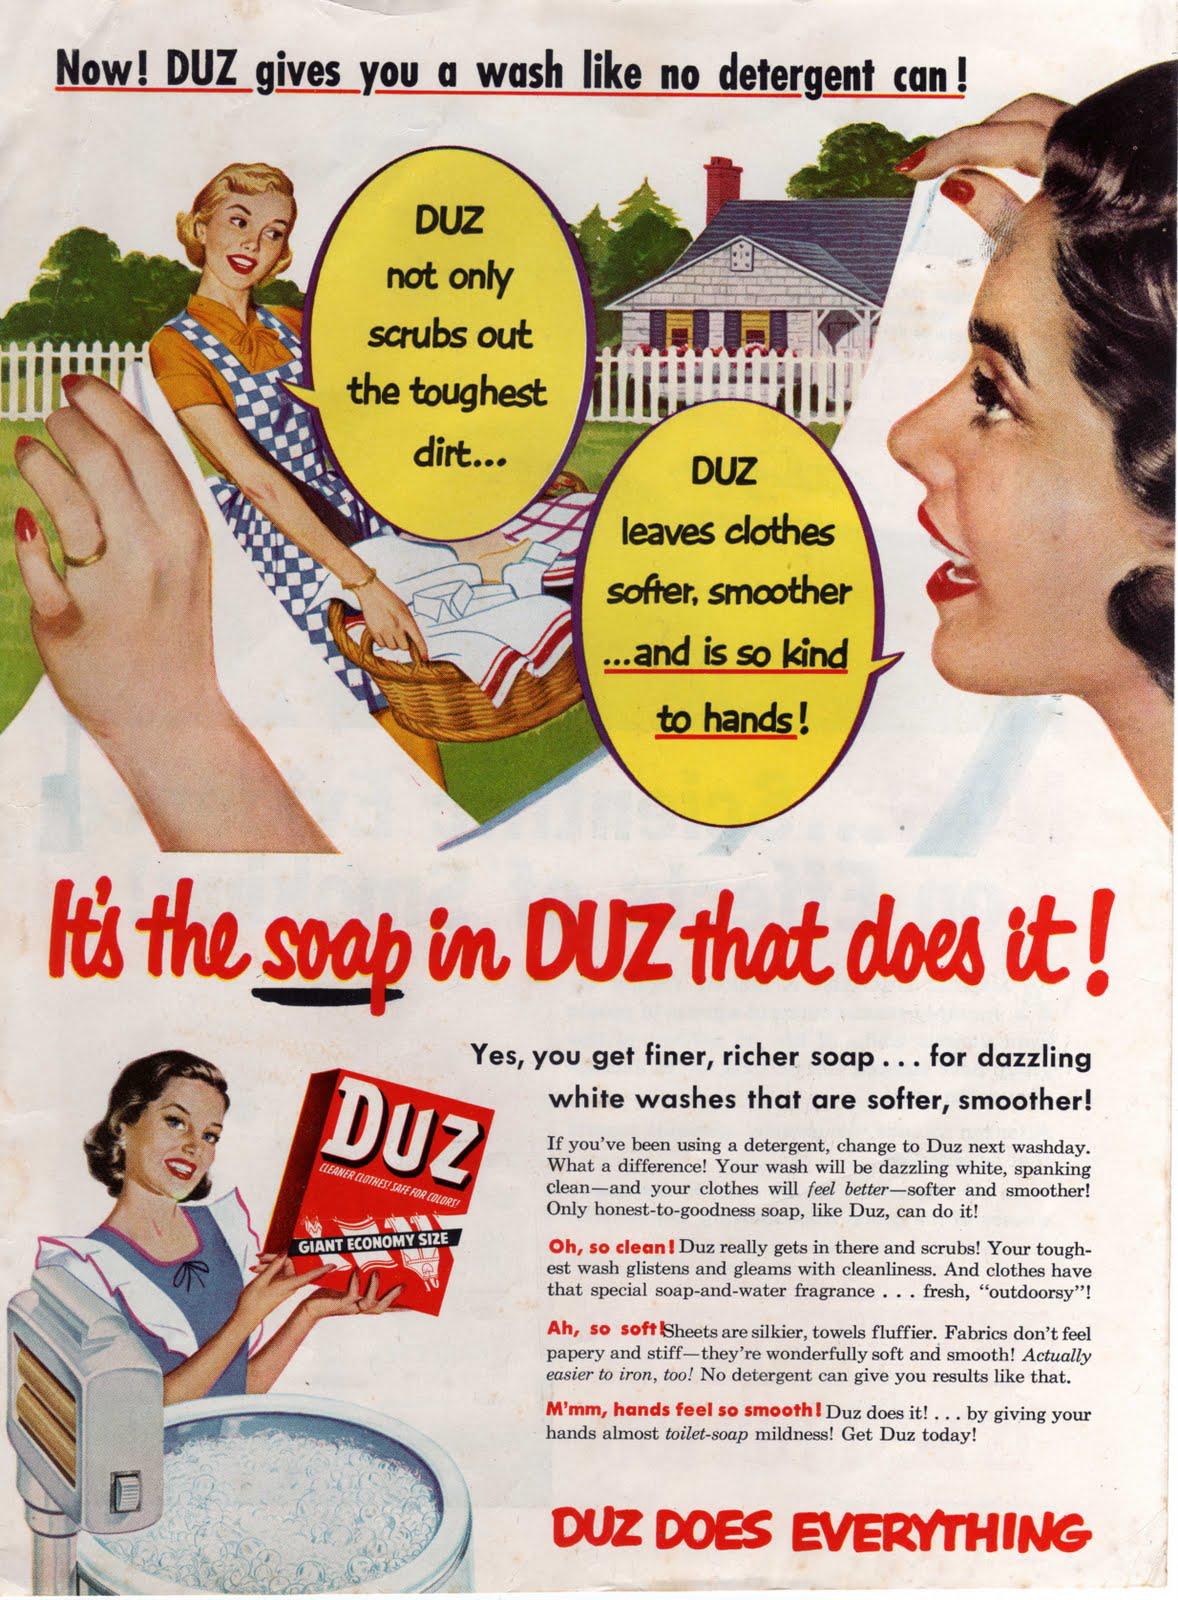 Now! DUZ gives you a wash like no detergent can!
DUZ
not only
scrubs out
the toughest
dirt...
DUZ
leaves clothes
softer, smoother
...and is so kind
to hands!
It's the soap in DUZ that does it!
Yes, you get finer, richer soap . . . for dazzling
white washes that are softer, smoother!
DUZ
CLEANER CLOTHES! SAFE FOR COLORS!
GIANT ECONOMY SIZE
If you've been using a detergent, change to Duz next washday.
What a difference! Your wash will be dazzling white, spanking
clean—and your clothes will feel better—softer and smoother!
Only honest-to-goodness soap, like Duz, can do it!
Oh, so clean! Duz really gets in there and scrubs! Your tough-
est wash glistens and gleams with cleanliness. And clothes have
that special soap-and-water fragrance . . . fresh, "outdoorsy"!
Ah, so soft! Sheets are silkier, towels fluffier. Fabrics don't feel
papery and stiff—they're wonderfully soft and smooth! Actually
easier to iron, too! No detergent can give you results like that.
M'mm, hands feel so smooth! Duz does it! . . . by giving your
hands almost toilet-soap mildness! Get Duz today!
DUZ DOES EVERYTHING